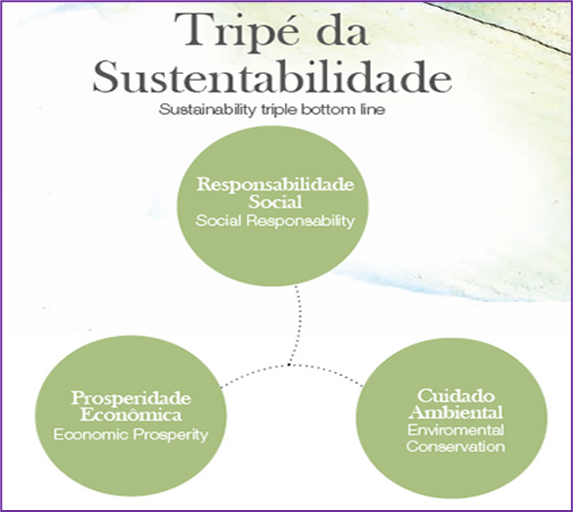 Tripé da
Sustentabilidade
Sustainability triple bottom line
Responsabilidade
Social
Social Responsability
Prosperidade
Econômica
Economic Prosperity
Cuidado
Ambiental
Enviromental
Conservation